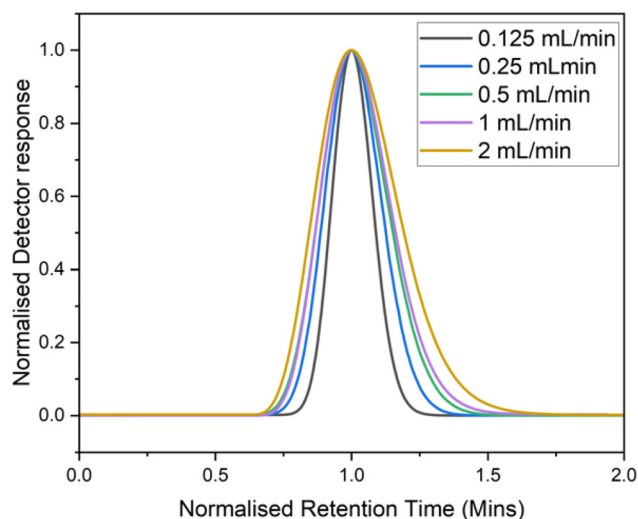 0.125 mL/min
0.25 mLmin
0.5 mL/min
1 mL/min
2 mL/min
Normalised Detector response
1.0
0.8
0.6
0.4
0.2
0.0
0.0
0.5
1.0
1.5
2.0
Normalised Retention Time (Mins)